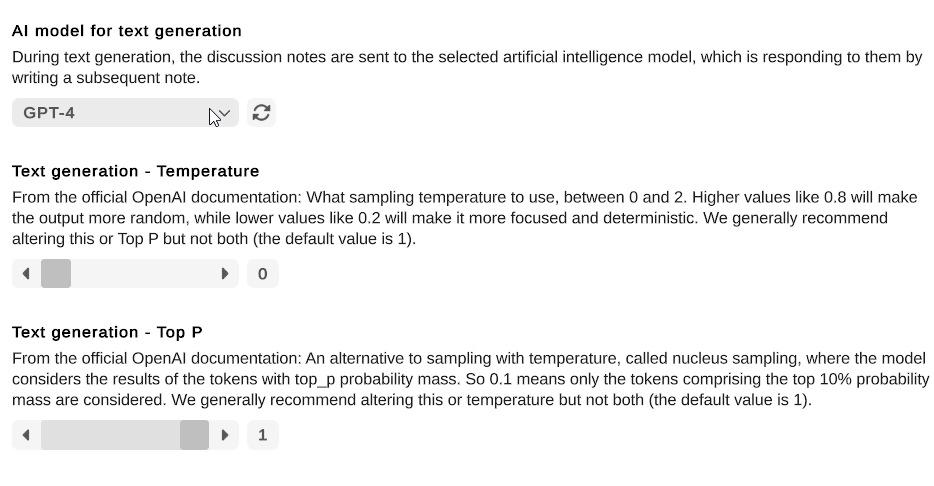 AI model for text generation
During text generation, the discussion notes are sent to the selected artificial intelligence model, which is responding to them by
writing a subsequent note.
GPT-4
Text generation - Temperature
From the official OpenAI documentation: What sampling temperature to use, between 0 and 2. Higher values like 0.8 will make
the output more random, while lower values like 0.2 will make it more focused and deterministic. We generally recommend
altering this or Top P but not both (the default value is 1).
0
Text generation - Top P
From the official OpenAI documentation: An alternative to sampling with temperature, called nucleus sampling, where the model
considers the results of the tokens with top_p probability mass. So 0.1 means only the tokens comprising the top 10% probability
mass are considered. We generally recommend altering this or temperature but not both (the default value is 1).
1